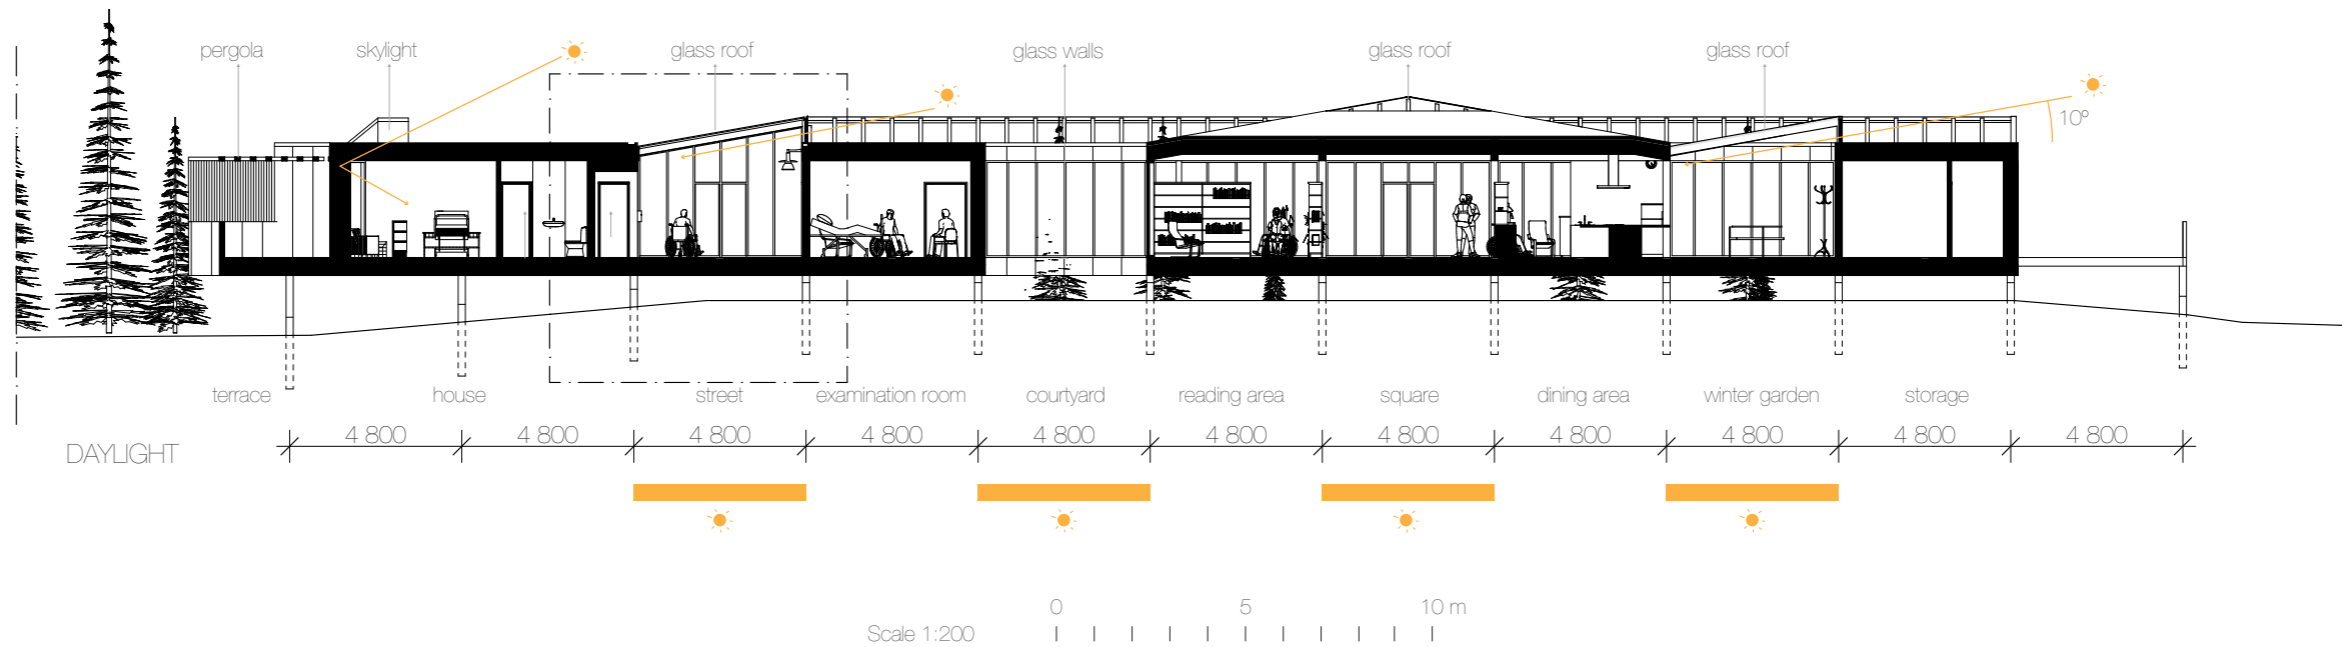 pergola skylight glass roof glass walls glass roof glass roof
10°
terrace house street examination room courtyard reading area square dining area winter garden storage
4 800 4 800 4 800 4 800 4 800 4 800 4 800 4 800 4 800 4 800 4 800
DAYLIGHT
0 5 10 m
Scale 1:200